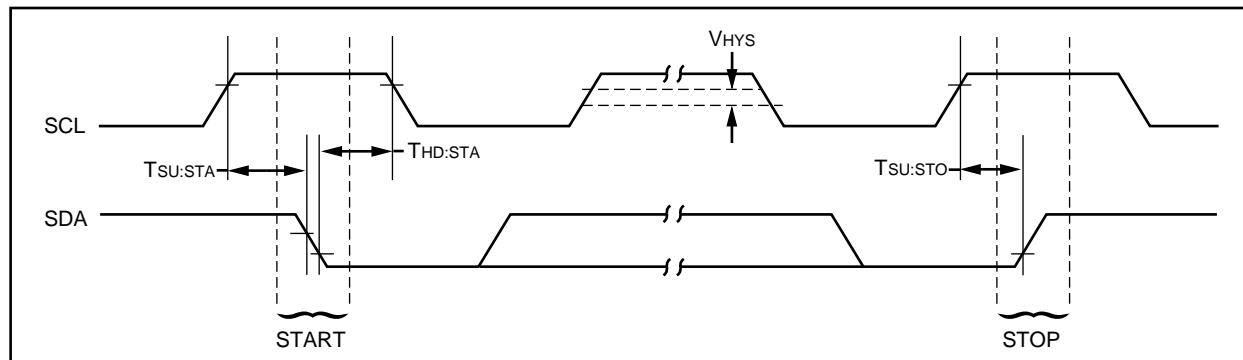 VHYS
SCL
THD:STA
TSU:STA
TSU:STO
SDA
START
STOP